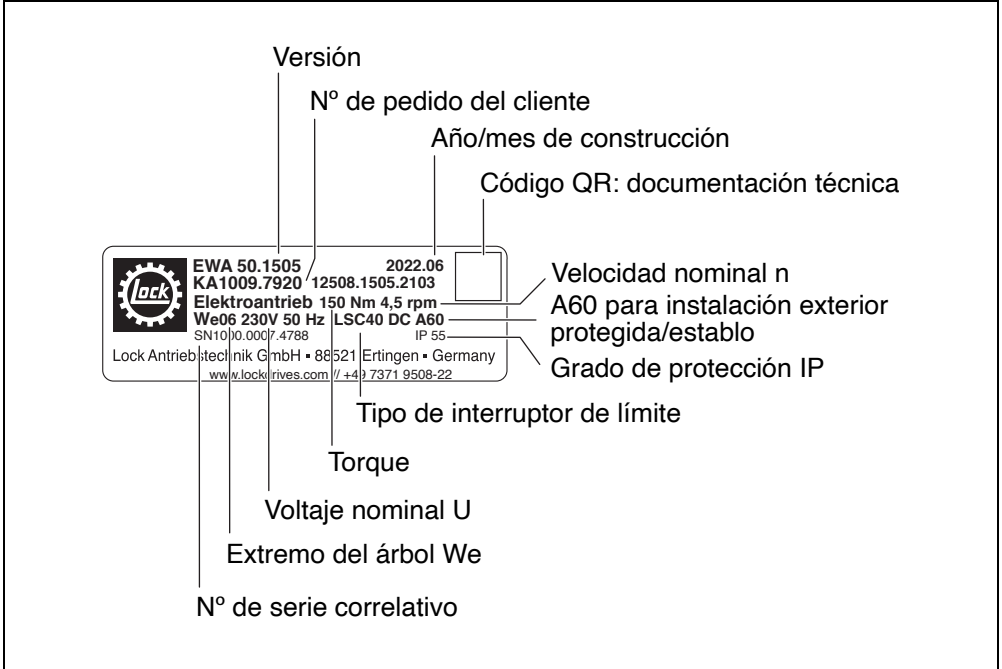 Versión
Nº de pedido del cliente
Año/mes de construcción
Código QR: documentación técnica
Lock
EWA 50.1505 2022.06
KA1009.7920 12508.1505.2103
Elektroantrieb 150 Nm 4,5 rpm
We06 230V 50 Hz LSC40 DC A60
SN1000.0007.4788 IP 55
Lock Antriebstechnik GmbH ▪ 88521 Ertingen ▪ Germany
www.lockdrives.com // +49 7371 9508-22
Velocidad nominal n
A60 para instalación exterior
protegida/establo
Grado de protección IP
Tipo de interruptor de límite
Torque
Voltaje nominal U
Extremo del árbol We
Nº de serie correlativo